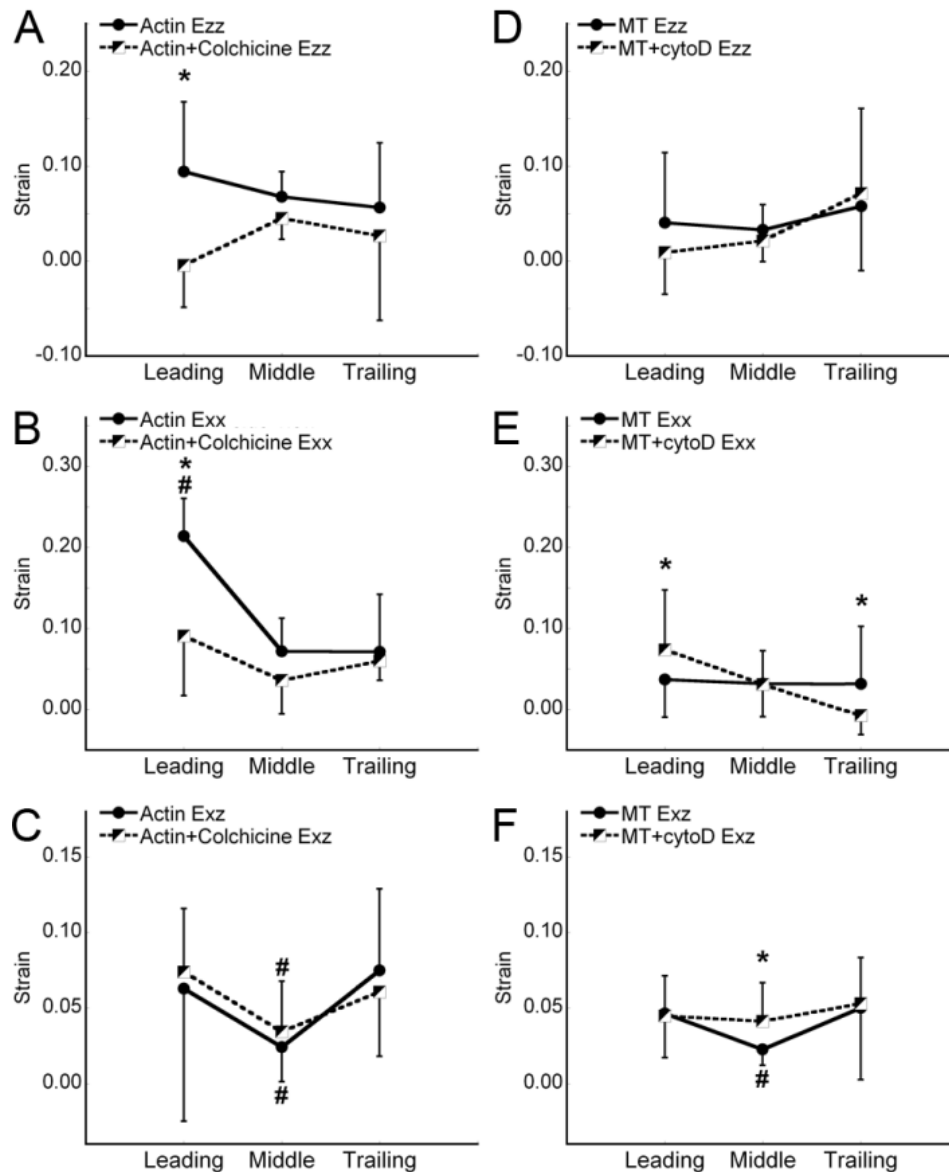 A
Actin Ezz
Actin+Colchicine Ezz
*
0.20
0.10
0.00
-0.10
Strain
Leading Middle Trailing
D
MT Ezz
MT+cytoD Ezz
0.20
0.10
0.00
-0.10
Strain
Leading Middle Trailing
B
Actin Exx
Actin+Colchicine Exx
*
#
0.30
0.20
0.10
0.00
Strain
Leading Middle Trailing
E
MT Exx
MT+cytoD Exx
* *
0.30
0.20
0.10
0.00
Strain
Leading Middle Trailing
C
Actin Exz
Actin+Colchicine Exz
#
#
0.15
0.10
0.05
0.00
Strain
Leading Middle Trailing
F
MT Exz
MT+cytoD Exz
*
#
0.15
0.10
0.05
0.00
Strain
Leading Middle Trailing